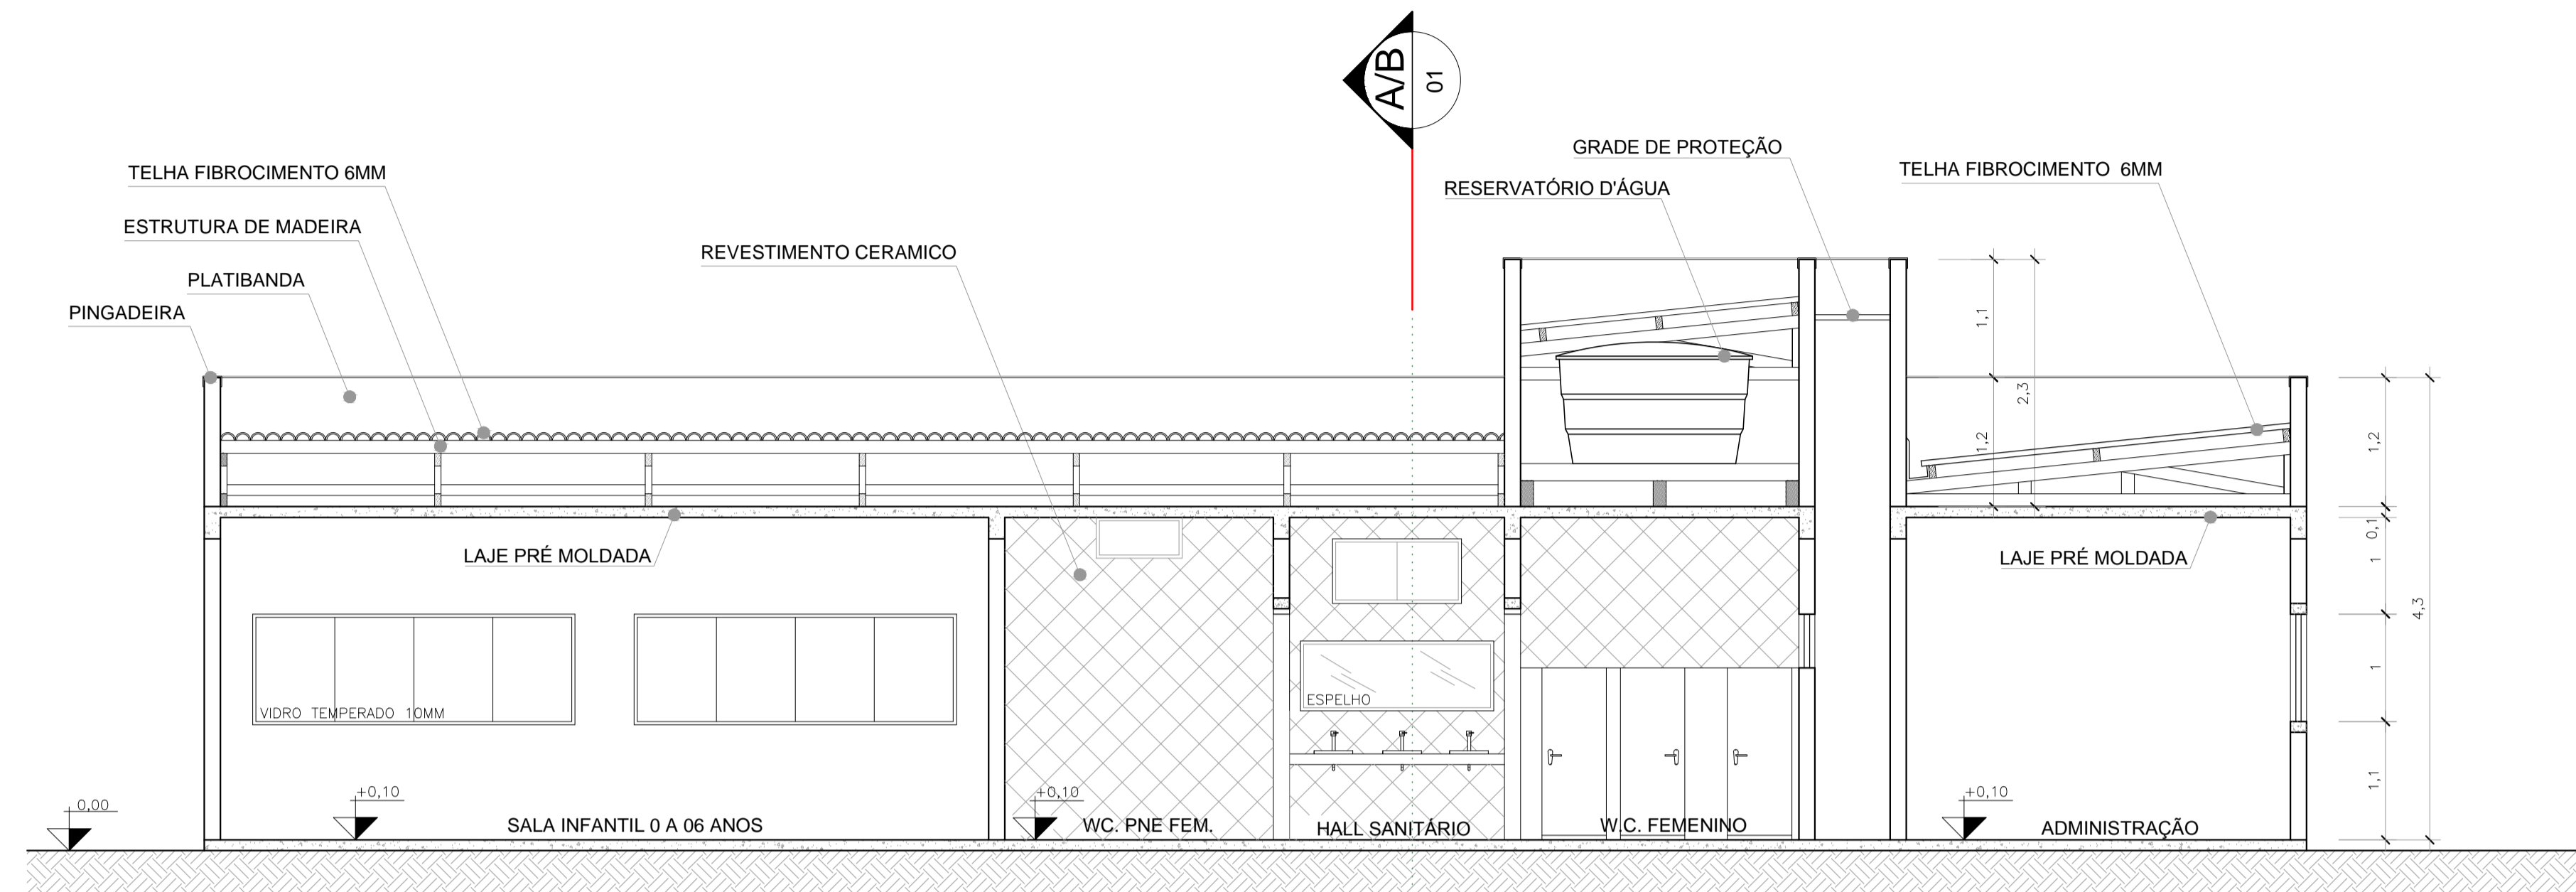 A/B
01
GRADE DE PROTEÇÃO
TELHA FIBROCIMENTO 6MM
TELHA FIBROCIMENTO 6MM
RESERVATÓRIO D'ÁGUA
ESTRUTURA DE MADEIRA
REVESTIMENTO CERAMICO
PLATIBANDA
PINGADEIRA
1,1
2,3
1,2
1,2
0,1
LAJE PRÉ MOLDADA
LAJE PRÉ MOLDADA
1
4,3
1
ESPELHO
VIDRO TEMPERADO 10MM
1,1
0,00
+0,10
+0,10
+0,10
SALA INFANTIL 0 A 06 ANOS
WC. PNE FEM.
HALL SANITÁRIO
W.C. FEMENINO
ADMINISTRAÇÃO